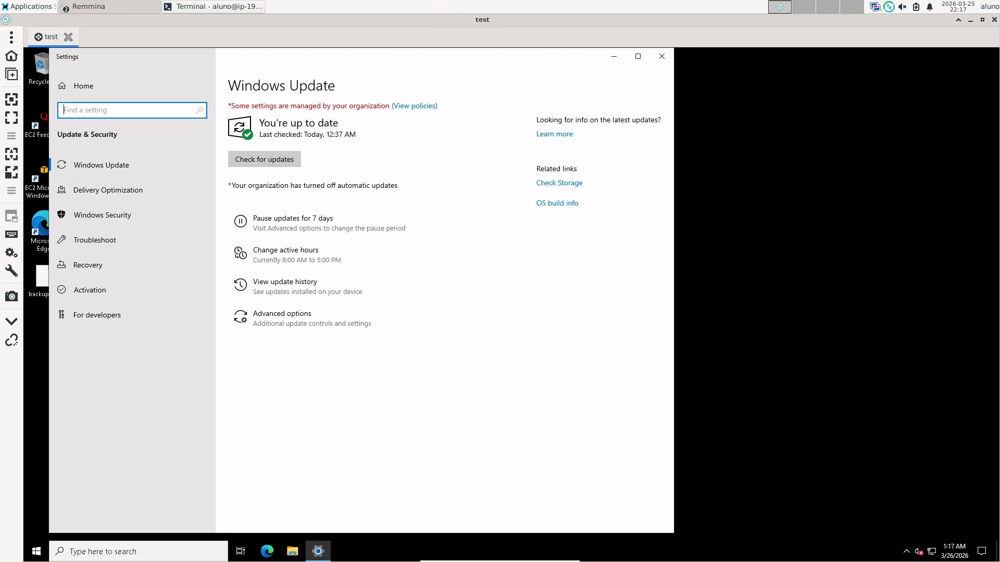 Applications
2
Remmina
Terminal - aluno@ip-19...
2026-03-25
22:17
aluno
test
test
Recycle
EC2 Feed
EC2 Micr
Window
Micros
Edge
backup
Settings
Home
Find a setting
Update & Security
Windows Update
Delivery Optimization
Windows Security
Troubleshoot
Recovery
Activation
For developers
Windows Update
*Some settings are managed by your organization (View policies)
You're up to date
Last checked: Today, 12:37 AM
Check for updates
*Your organization has turned off automatic updates
Pause updates for 7 days
Visit Advanced options to change the pause period
Change active hours
Currently 8:00 AM to 5:00 PM
View update history
See updates installed on your device
Advanced options
Additional update controls and settings
Looking for info on the latest updates?
Learn more
Related links
Check Storage
OS build info
Type here to search
1:17 AM
3/26/2026